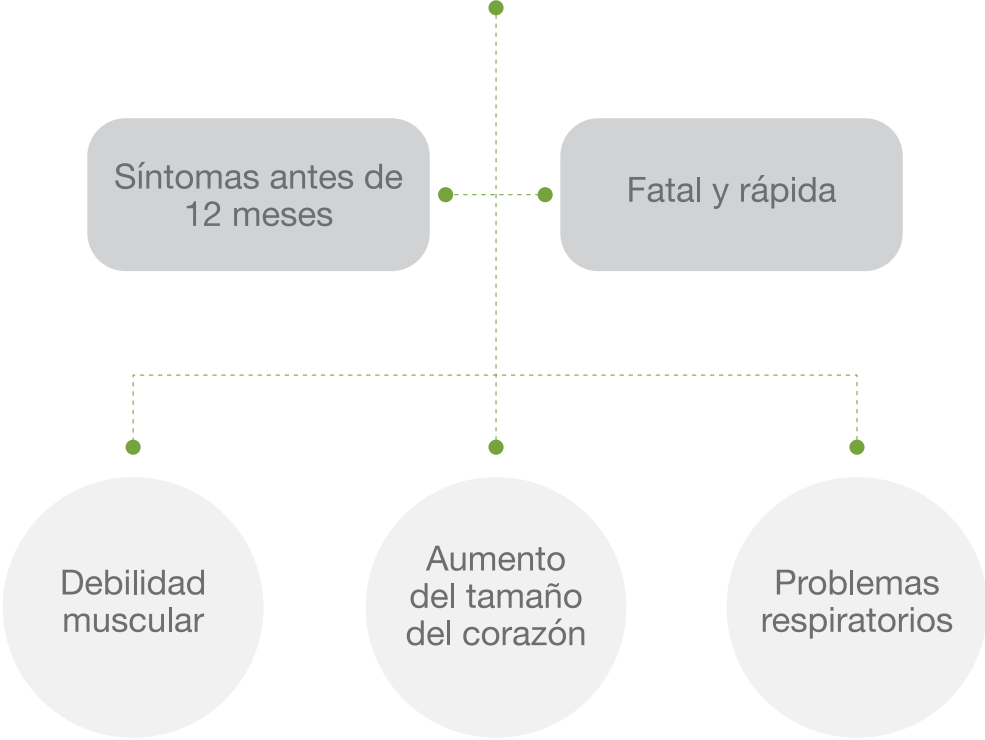 Síntomas antes de
12 meses
Fatal y rápida
Debilidad
muscular
Aumento
del tamaño
del corazón
Problemas
respiratorios